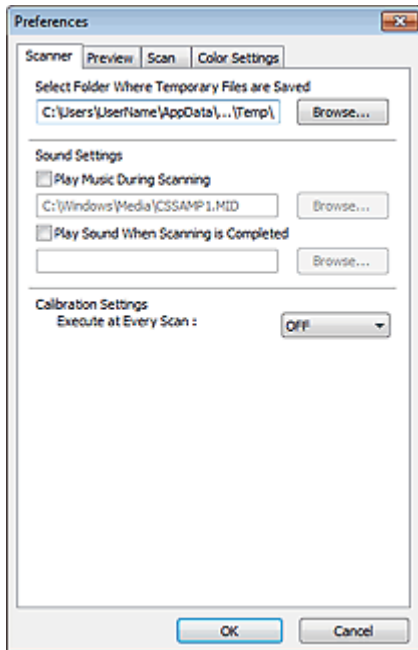 Preferences
Scanner Preview Scan Color Settings
Select Folder Where Temporary Files are Saved
C:\Users\UserName\AppData\,...\Temp\, Browse...
Sound Settings
Play Music During Scanning
C:\Windows\Media\CSSAMP1.MID Browse...
Play Sound When Scanning is Completed
Browse...
Calibration Settings
Execute at Every Scan : OFF
OK Cancel